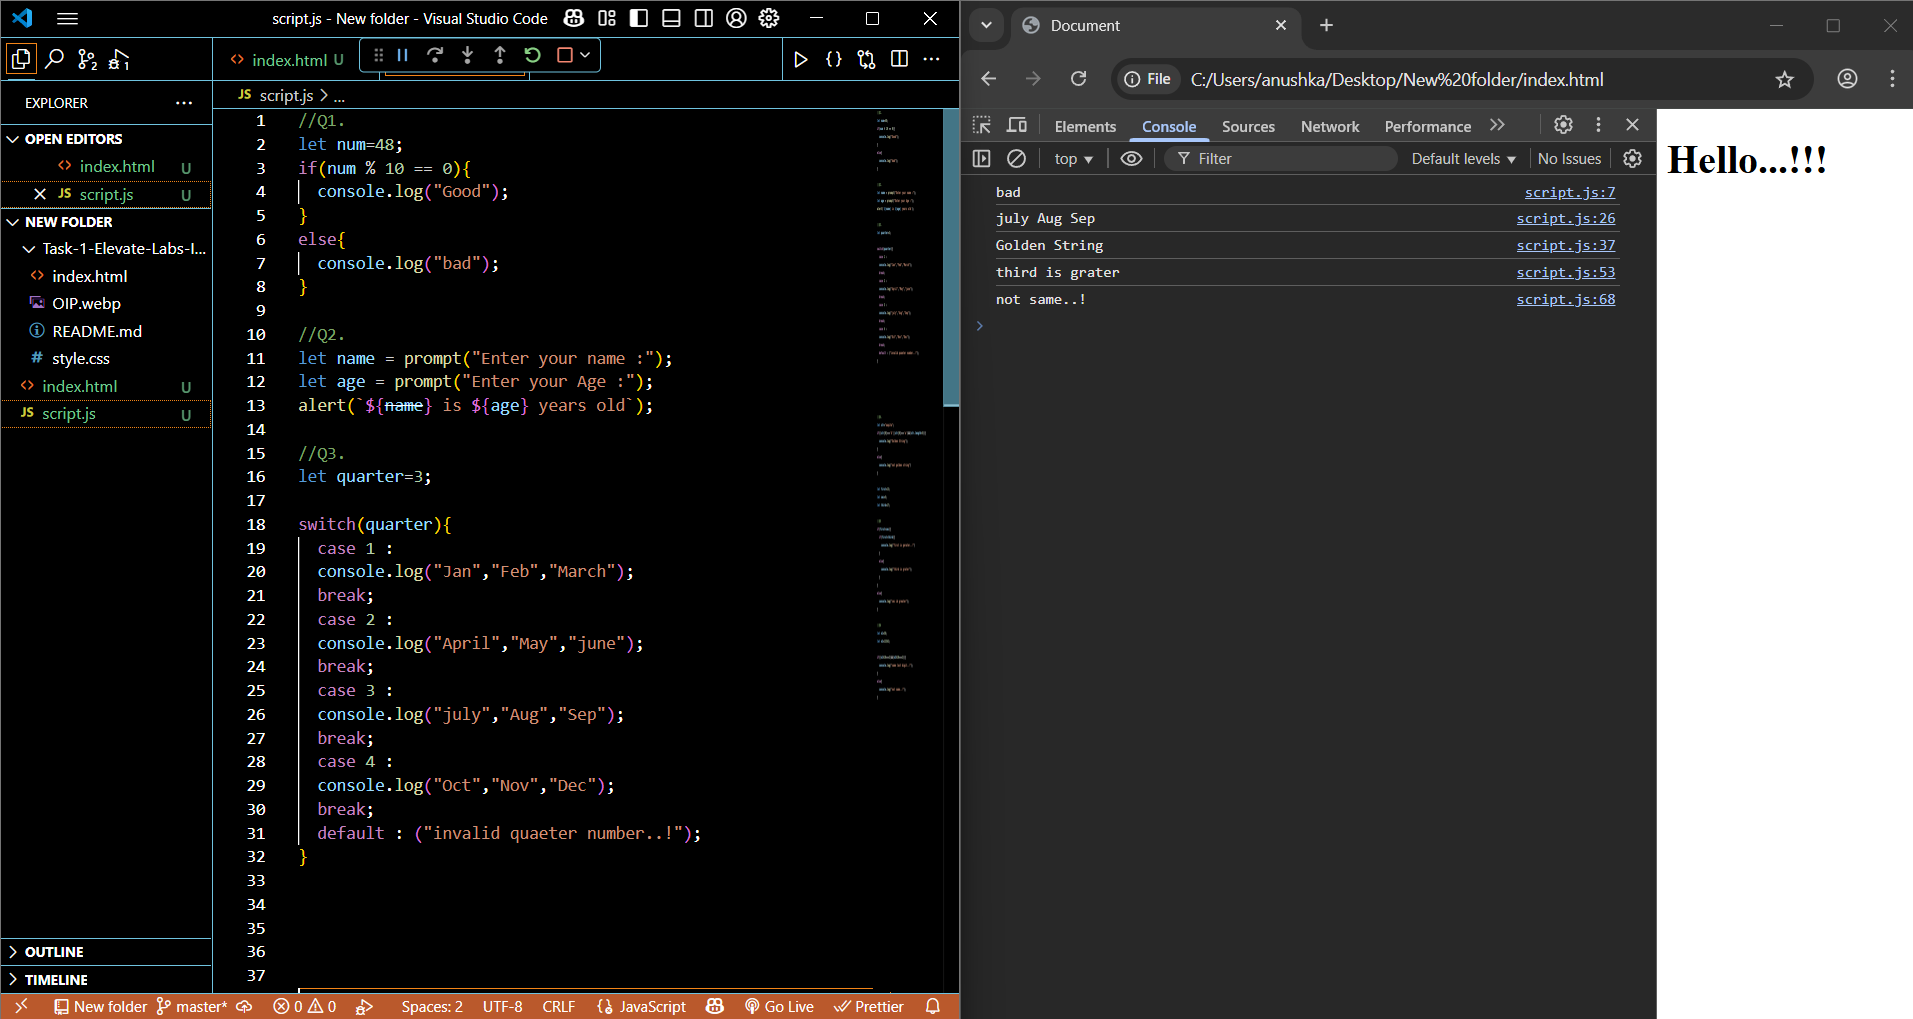 script.js - New folder - Visual Studio Code
index.html U
EXPLORER
script.js > ...
OPEN EDITORS
index.html U
JS script.js U
NEW FOLDER
Task-1-Elevate-Labs-I...
index.html
OIP.webp
README.md
style.css
index.html U
JS script.js U
OUTLINE
TIMELINE
1 //Q1.
2 let num=48;
3 if(num % 10 == 0){
4 console.log("Good");
5 }
6 else{
7 console.log("bad");
8 }
9
10 //Q2.
11 let name = prompt("Enter your name :");
12 let age = prompt("Enter your Age :");
13 alert(`${name} is ${age} years old`);
14
15 //Q3.
16 let quarter=3;
17
18 switch(quarter){
19 case 1 :
20 console.log("Jan","Feb","March");
21 break;
22 case 2 :
23 console.log("April","May","june");
24 break;
25 case 3 :
26 console.log("july","Aug","Sep");
27 break;
28 case 4 :
29 console.log("Oct","Nov","Dec");
30 break;
31 default : ("invalid quaeter number..!");
32 }
33
34
35
36
37
New folder master* 0 0 Spaces: 2 UTF-8 CRLF JavaScript Go Live Prettier
Document
File C:/Users/anushka/Desktop/New%20folder/index.html
Elements Console Sources Network Performance
top Filter Default levels No Issues
bad script.js:7
july Aug Sep script.js:26
Golden String script.js:37
third is grater script.js:53
not same..! script.js:68
Hello...!!!